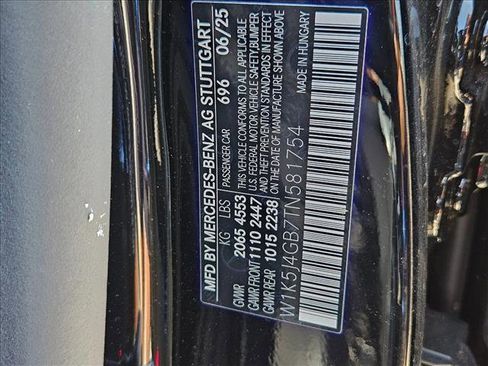 MFD BY MERCEDES-BENZ AG STUTTGART
PASSENGER CAR 696 06/25
KG LBS
GVWR 2065 4553
GAWR FRONT 1110 2447
GAWR REAR 1015 2238
THIS VEHICLE CONFORMS TO ALL APPLICABLE
U.S. FEDERAL MOTOR VEHICLE SAFETY,BUMPER
AND THEFT PREVENTION STANDARDS IN EFFECT
ON THE DATE OF MANUFACTURE SHOWN ABOVE
W1K5J4GB7TN581754
MADE IN HUNGARY